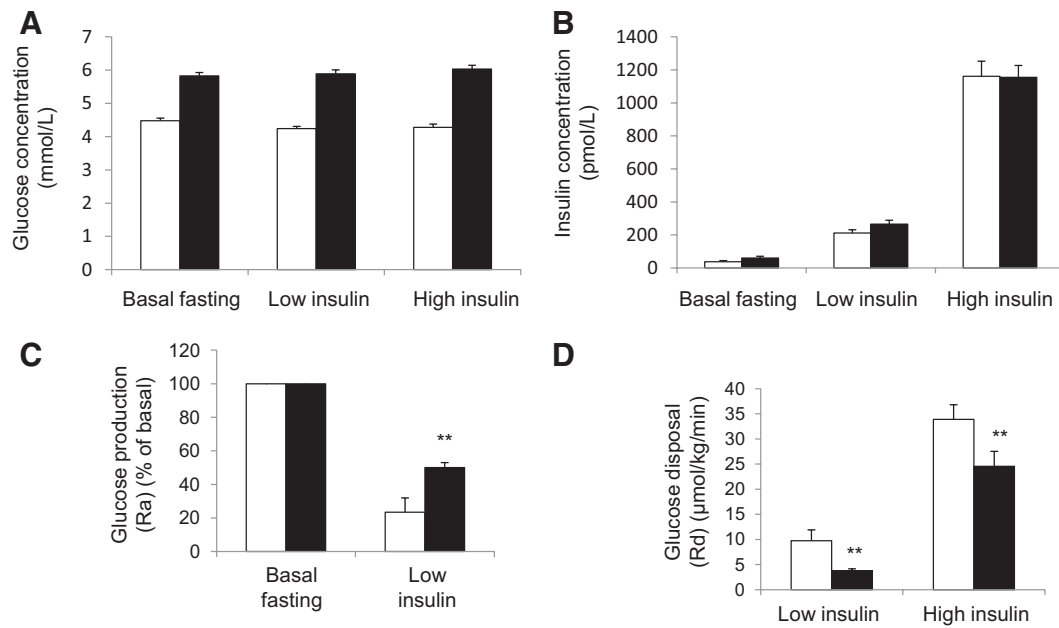 A
Glucose concentration
(mmol/L)
7
6
5
4
3
2
1
0
Basal fasting Low insulin High insulin
B
Insulin concentration
(pmol/L)
1400
1200
1000
800
600
400
200
0
Basal fasting Low insulin High insulin
C
Glucose production
(Ra) (% of basal)
120
100
80
60
40
20
0
**
Basal
fasting
Low
insulin
D
Glucose disposal
(Rd) (μmol/kg/min)
40
35
30
25
20
15
10
5
0
**
**
Low insulin High insulin